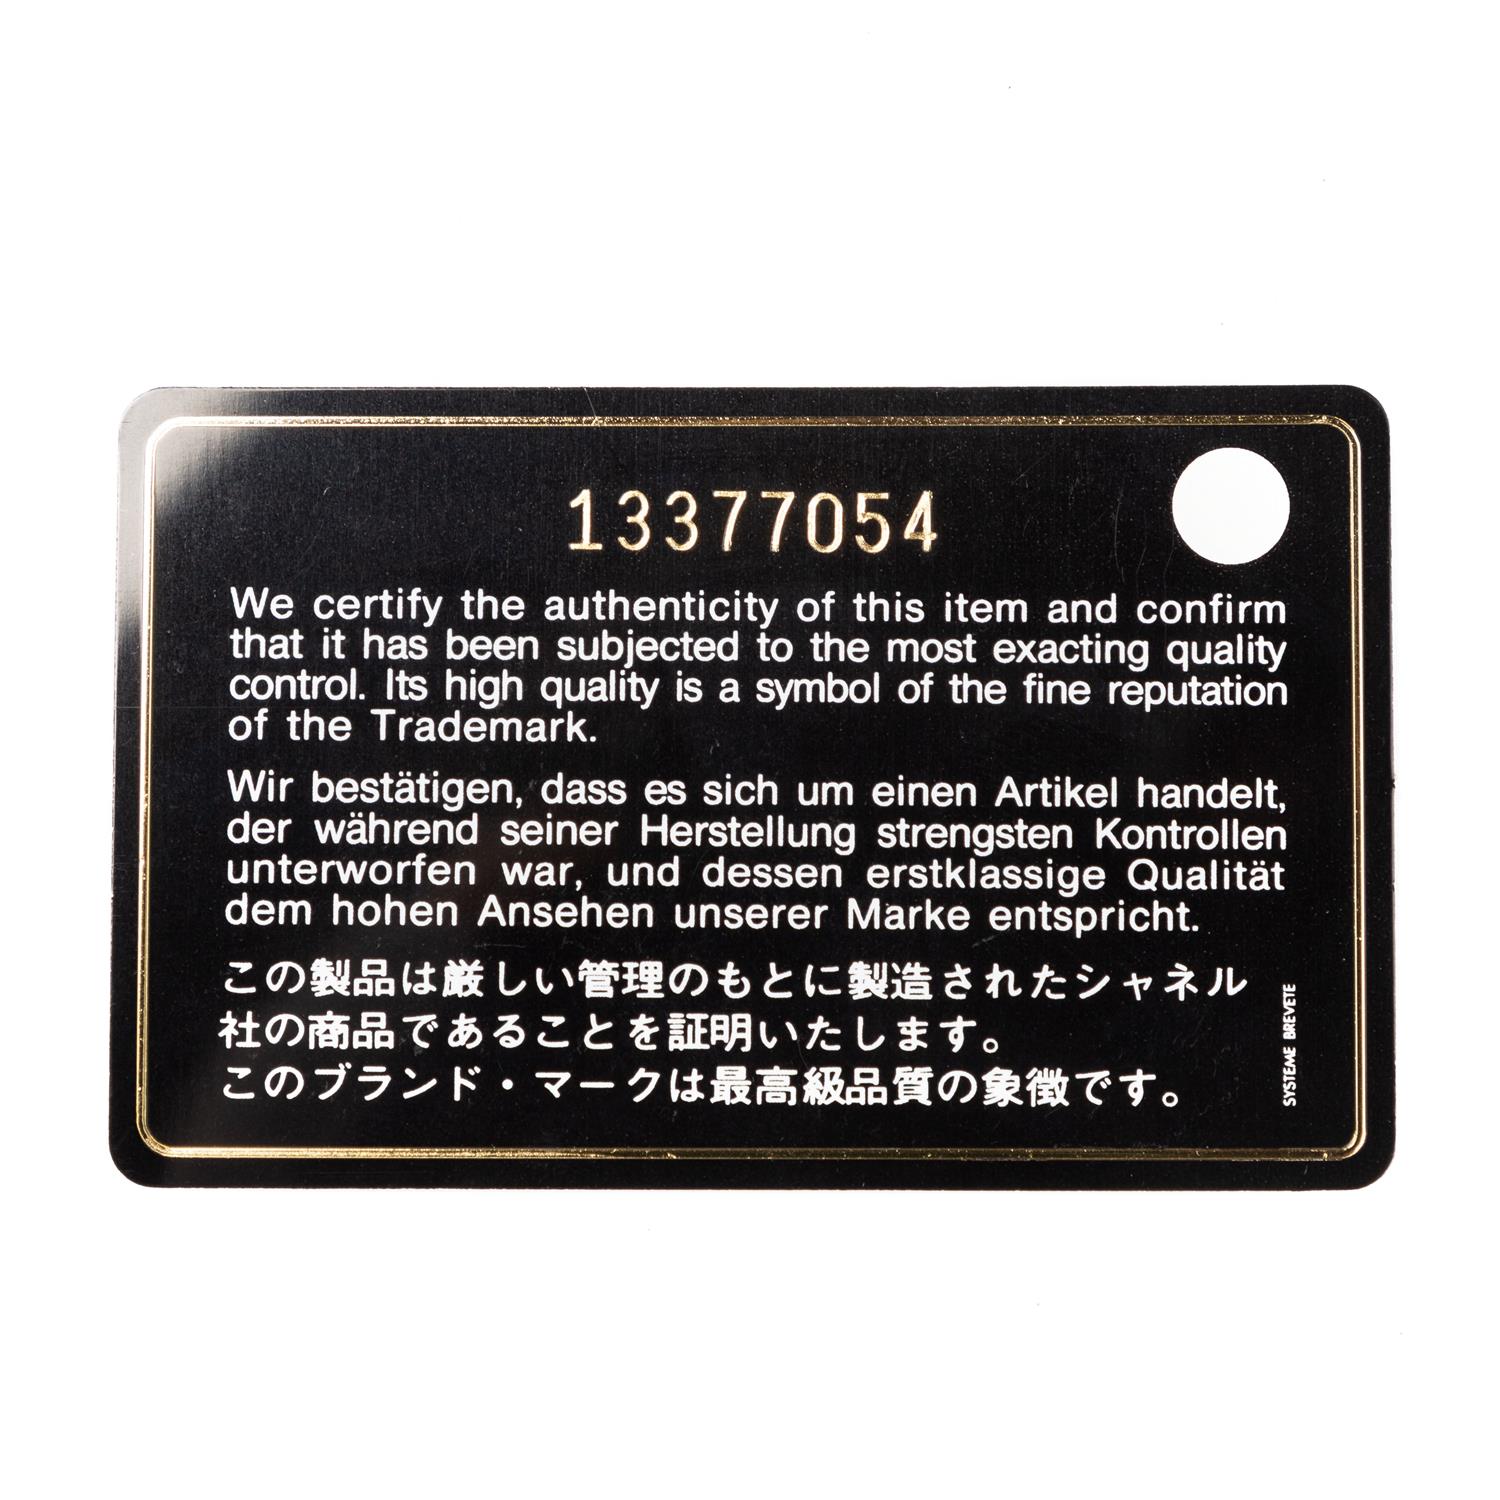 13377054
We certify the authenticity of this item and confirm
that it has been subjected to the most exacting quality
control. Its high quality is a symbol of the fine reputation
of the Trademark.
Wir bestätigen, dass es sich um einen Artikel handelt,
der während seiner Herstellung strengsten Kontrollen
unterworfen war, und dessen erstklassige Qualität
dem hohen Ansehen unserer Marke entspricht.
この製品は厳しい管理のもとに製造されたシャネル
社の商品であることを証明いたします。
このブランド・マークは最高級品質の象徴です。
SYSTEME BREVETE